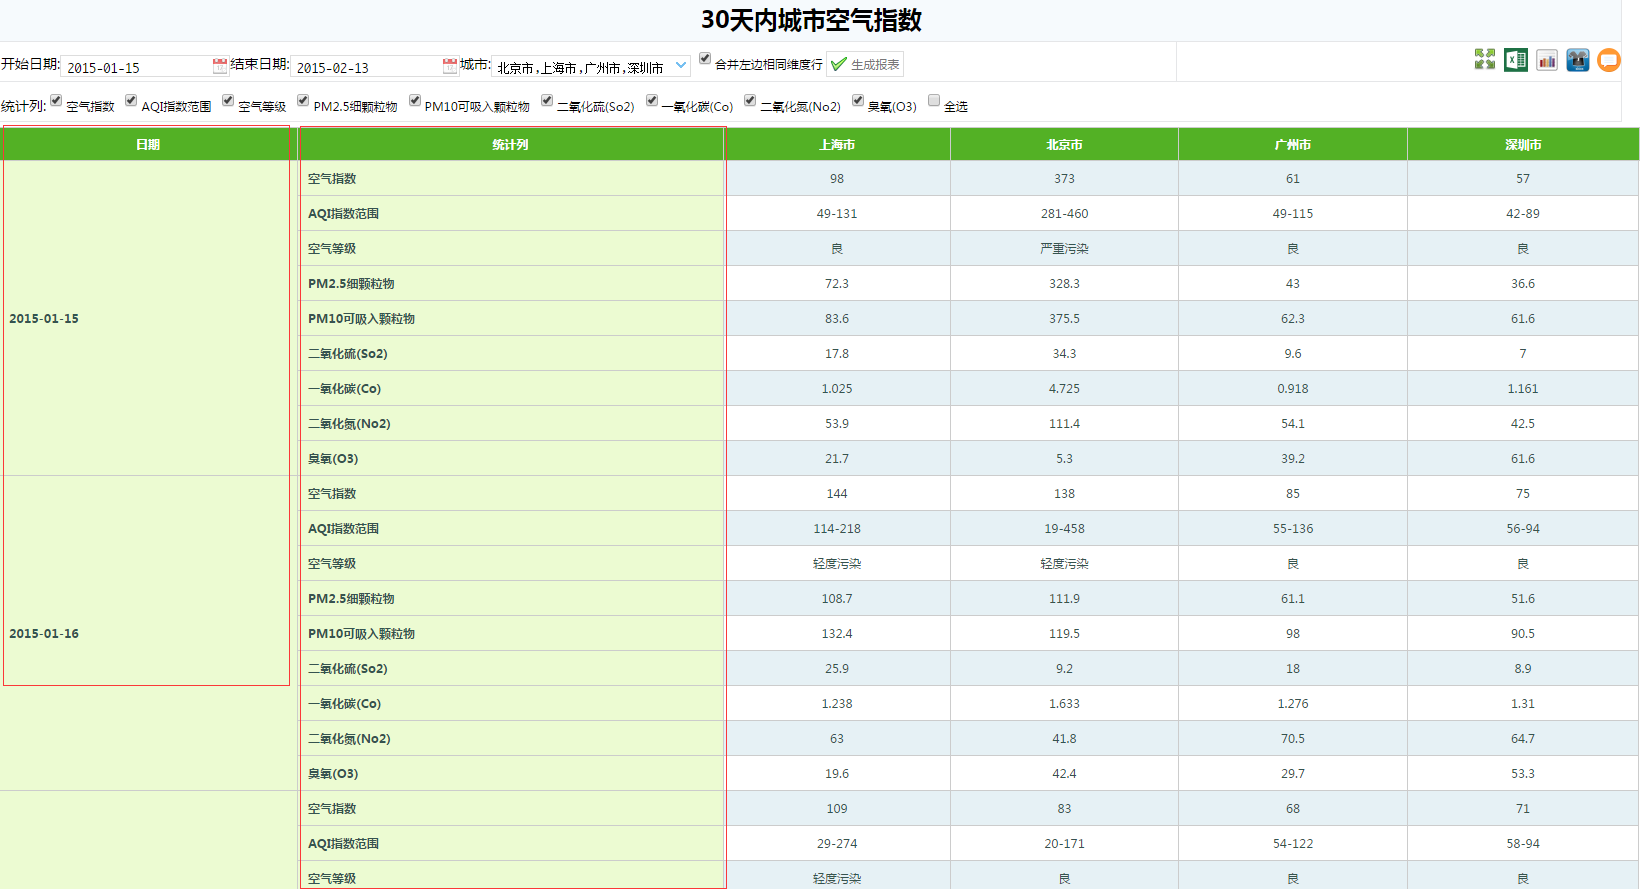 30天内城市空气指数
开始日期: 2015-01-15 结束日期: 2015-02-13 城市: 北京市,上海市,广州市,深圳市 合并左边相同维度行 生成报表
统计列: 空气指数 AQI指数范围 空气等级 PM2.5细颗粒物 PM10可吸入颗粒物 二氧化硫(So2) 一氧化碳(Co) 二氧化氮(No2) 臭氧(O3) 全选
日期 统计列 上海市 北京市 广州市 深圳市
空气指数 98 373 61 57
AQI指数范围 49-131 281-460 49-115 42-89
空气等级 良 严重污染 良 良
PM2.5细颗粒物 72.3 328.3 43 36.6
2015-01-15 PM10可吸入颗粒物 83.6 375.5 62.3 61.6
二氧化硫(So2) 17.8 34.3 9.6 7
一氧化碳(Co) 1.025 4.725 0.918 1.161
二氧化氮(No2) 53.9 111.4 54.1 42.5
臭氧(O3) 21.7 5.3 39.2 61.6
空气指数 144 138 85 75
AQI指数范围 114-218 19-458 55-136 56-94
空气等级 轻度污染 轻度污染 良 良
PM2.5细颗粒物 108.7 111.9 61.1 51.6
2015-01-16 PM10可吸入颗粒物 132.4 119.5 98 90.5
二氧化硫(So2) 25.9 9.2 18 8.9
一氧化碳(Co) 1.238 1.633 1.276 1.31
二氧化氮(No2) 63 41.8 70.5 64.7
臭氧(O3) 19.6 42.4 29.7 53.3
空气指数 109 83 68 71
AQI指数范围 29-274 20-171 54-122 58-94
空气等级 轻度污染 良 良 良